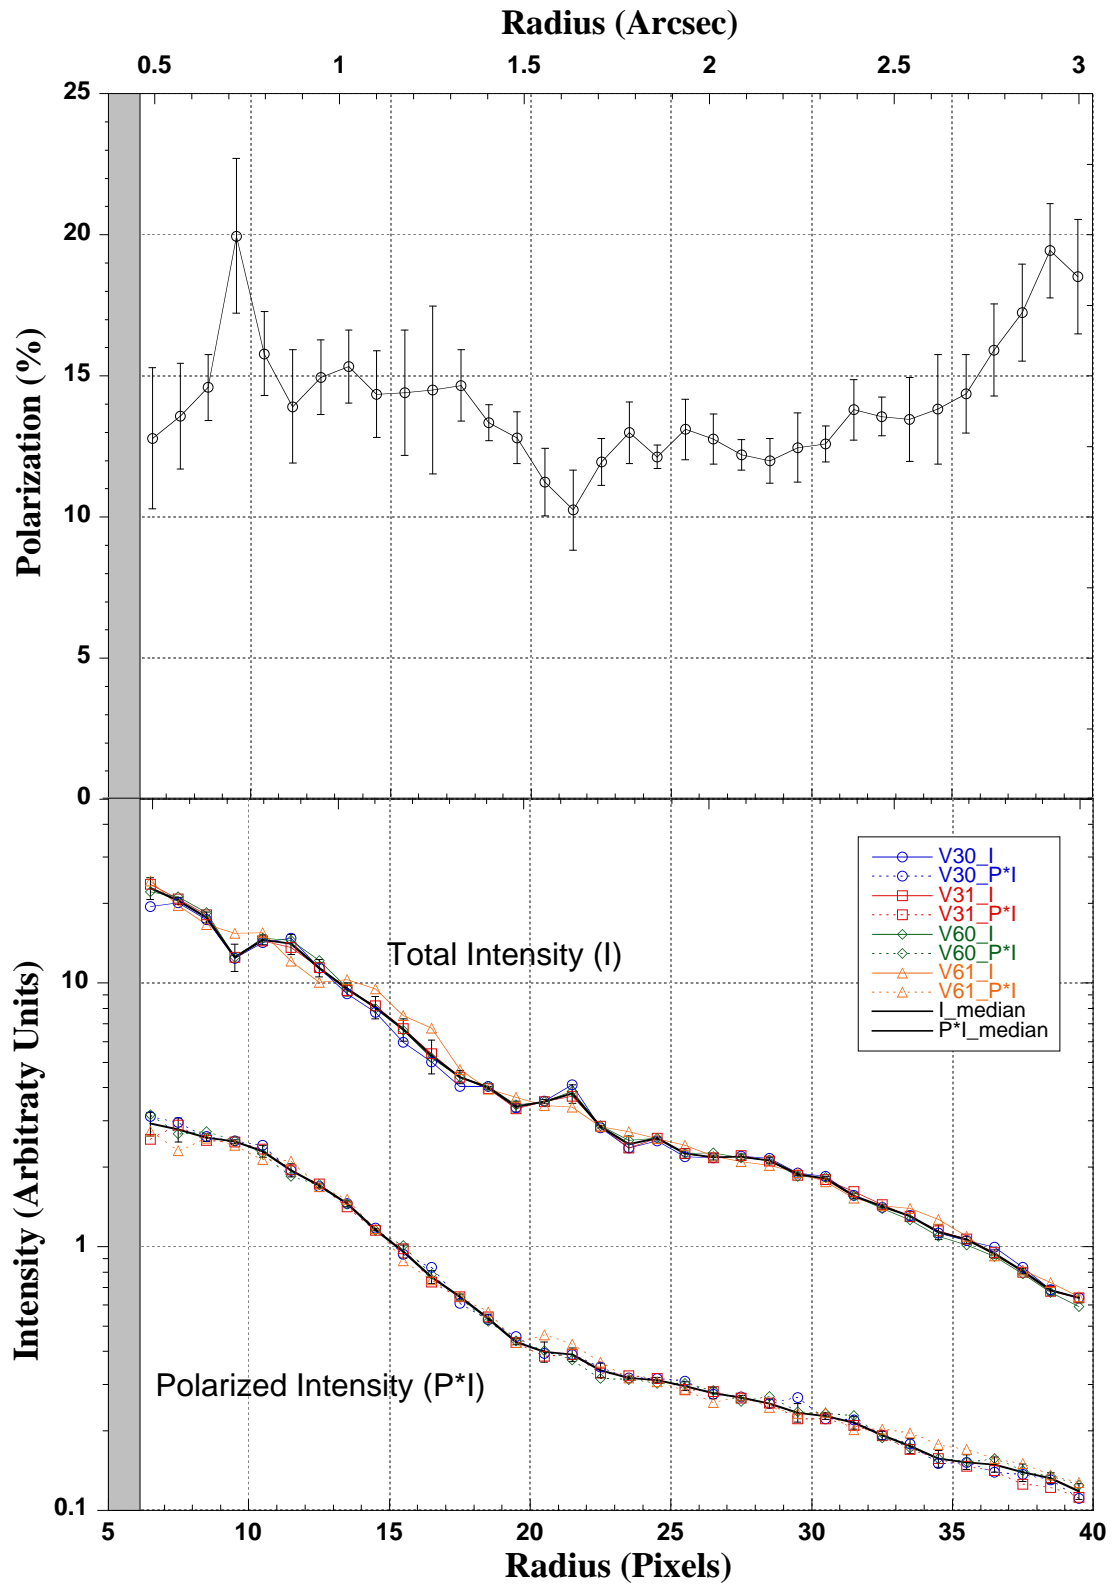 Radius (Arcsec)
0.5 1 1.5 2 2.5 3
25
20
15
10
5
0
Polarization (%)
V30_I
V30_P*I
V31_I
V31_P*I
V60_I
V60_P*I
V61_I
V61_P*I
I_median
P*I_median
Total Intensity (I)
10
1
0.1
Intensity (Arbitraty Units)
Polarized Intensity (P*I)
5 10 15 20 25 30 35 40
Radius (Pixels)